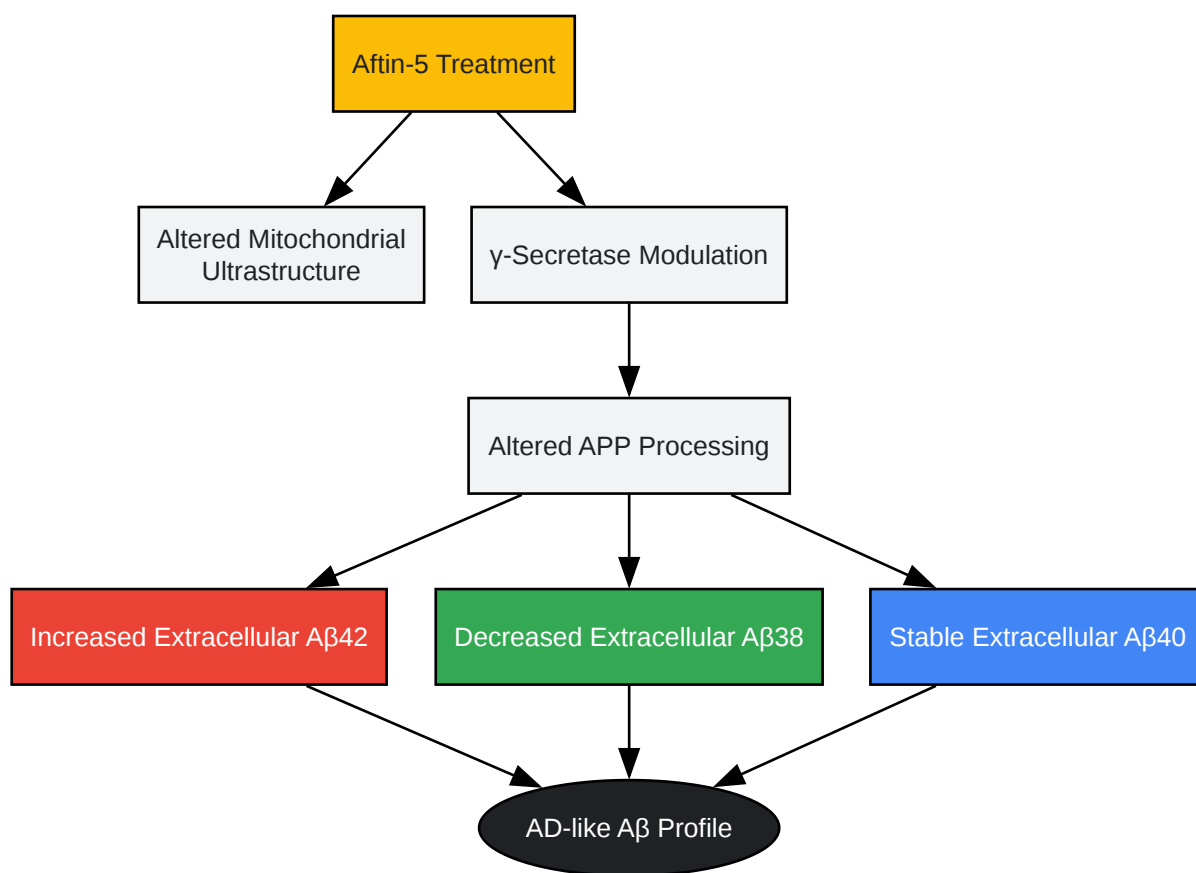 Aftin-5 Treatment
Altered Mitochondrial
Ultrastructure
γ-Secretase Modulation
Altered APP Processing
Increased Extracellular Aβ42
Decreased Extracellular Aβ38
Stable Extracellular Aβ40
AD-like Aβ Profile